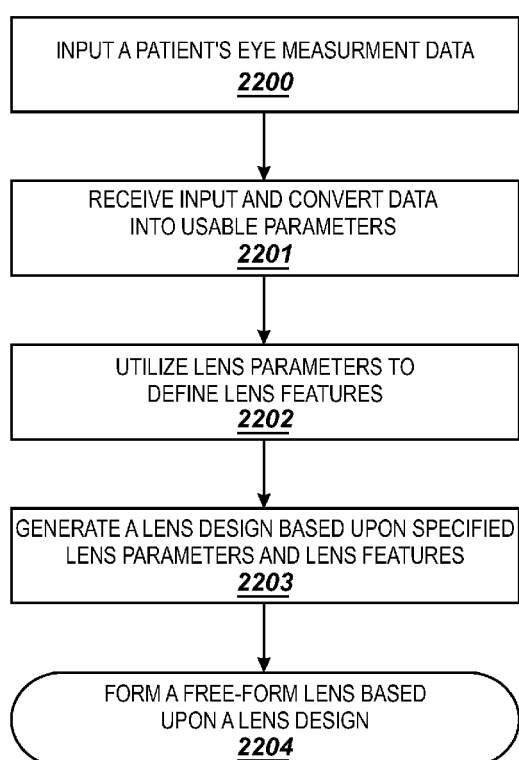 INPUT A PATIENT'S EYE MEASURMENT DATA
2200
RECEIVE INPUT AND CONVERT DATA
INTO USABLE PARAMETERS
2201
UTILIZE LENS PARAMETERS TO
DEFINE LENS FEATURES
2202
GENERATE A LENS DESIGN BASED UPON SPECIFIED
LENS PARAMETERS AND LENS FEATURES
2203
FORM A FREE-FORM LENS BASED
UPON A LENS DESIGN
2204